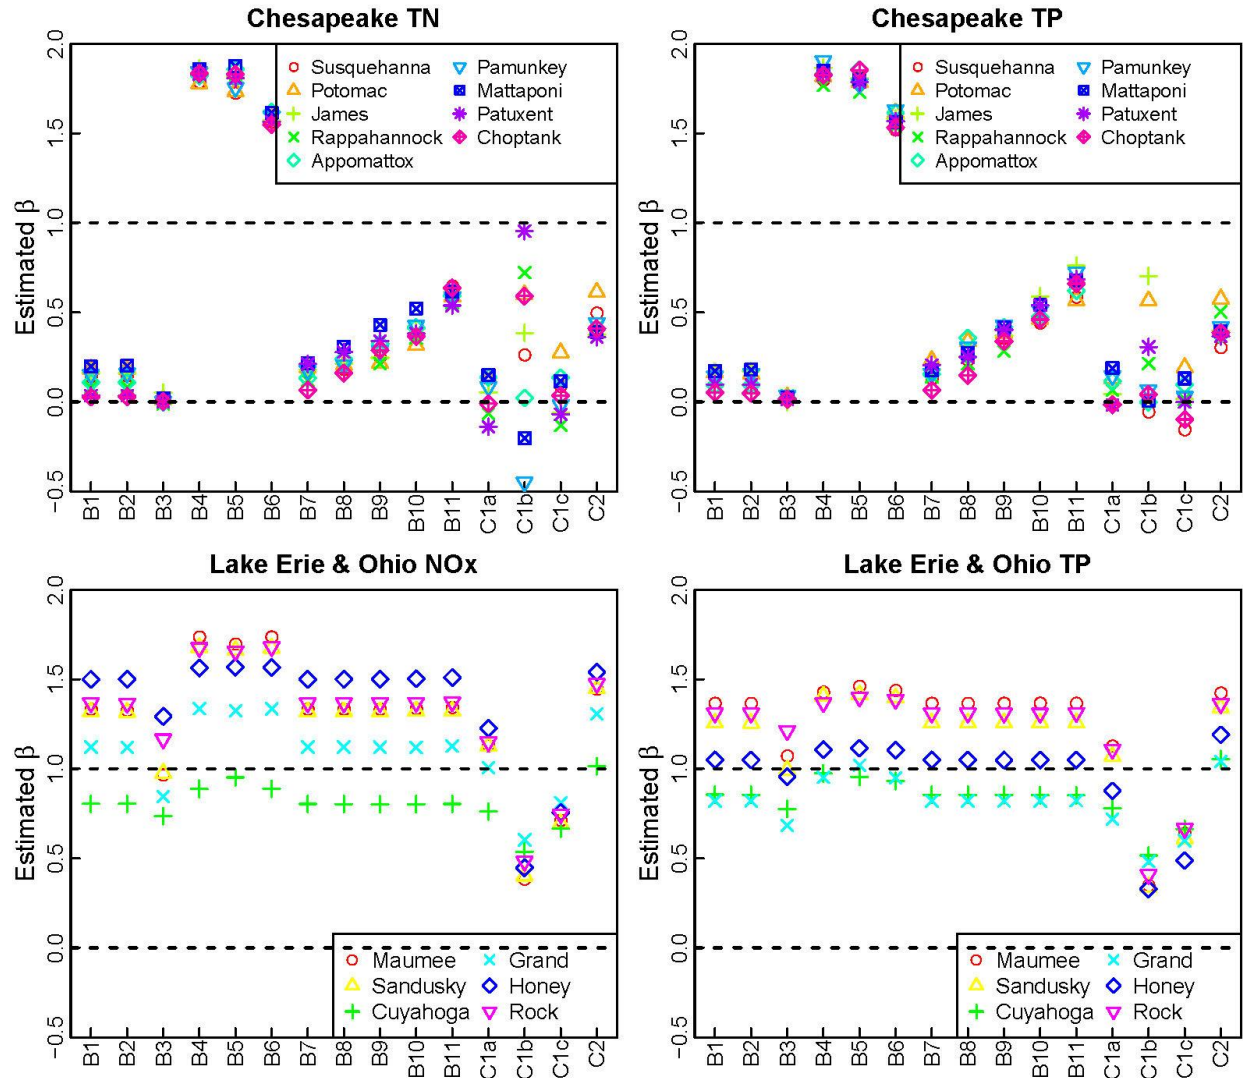 Chesapeake TN
Estimated β
2.0
1.5
1.0
0.5
0.0
−0.5
Susquehanna
Potomac
James
Rappahannock
Appomattox
Pamunkey
Mattaponi
Patuxent
Choptank
B1 B2 B3 B4 B5 B6 B7 B8 B9 B10 B11 C1a C1b C1c C2
Chesapeake TP
Estimated β
2.0
1.5
1.0
0.5
0.0
−0.5
Susquehanna
Potomac
James
Rappahannock
Appomattox
Pamunkey
Mattaponi
Patuxent
Choptank
B1 B2 B3 B4 B5 B6 B7 B8 B9 B10 B11 C1a C1b C1c C2
Lake Erie & Ohio NOx
Estimated β
2.0
1.5
1.0
0.5
0.0
−0.5
Maumee
Sandusky
Cuyahoga
Grand
Honey
Rock
B1 B2 B3 B4 B5 B6 B7 B8 B9 B10 B11 C1a C1b C1c C2
Lake Erie & Ohio TP
Estimated β
2.0
1.5
1.0
0.5
0.0
−0.5
Maumee
Sandusky
Cuyahoga
Grand
Honey
Rock
B1 B2 B3 B4 B5 B6 B7 B8 B9 B10 B11 C1a C1b C1c C2